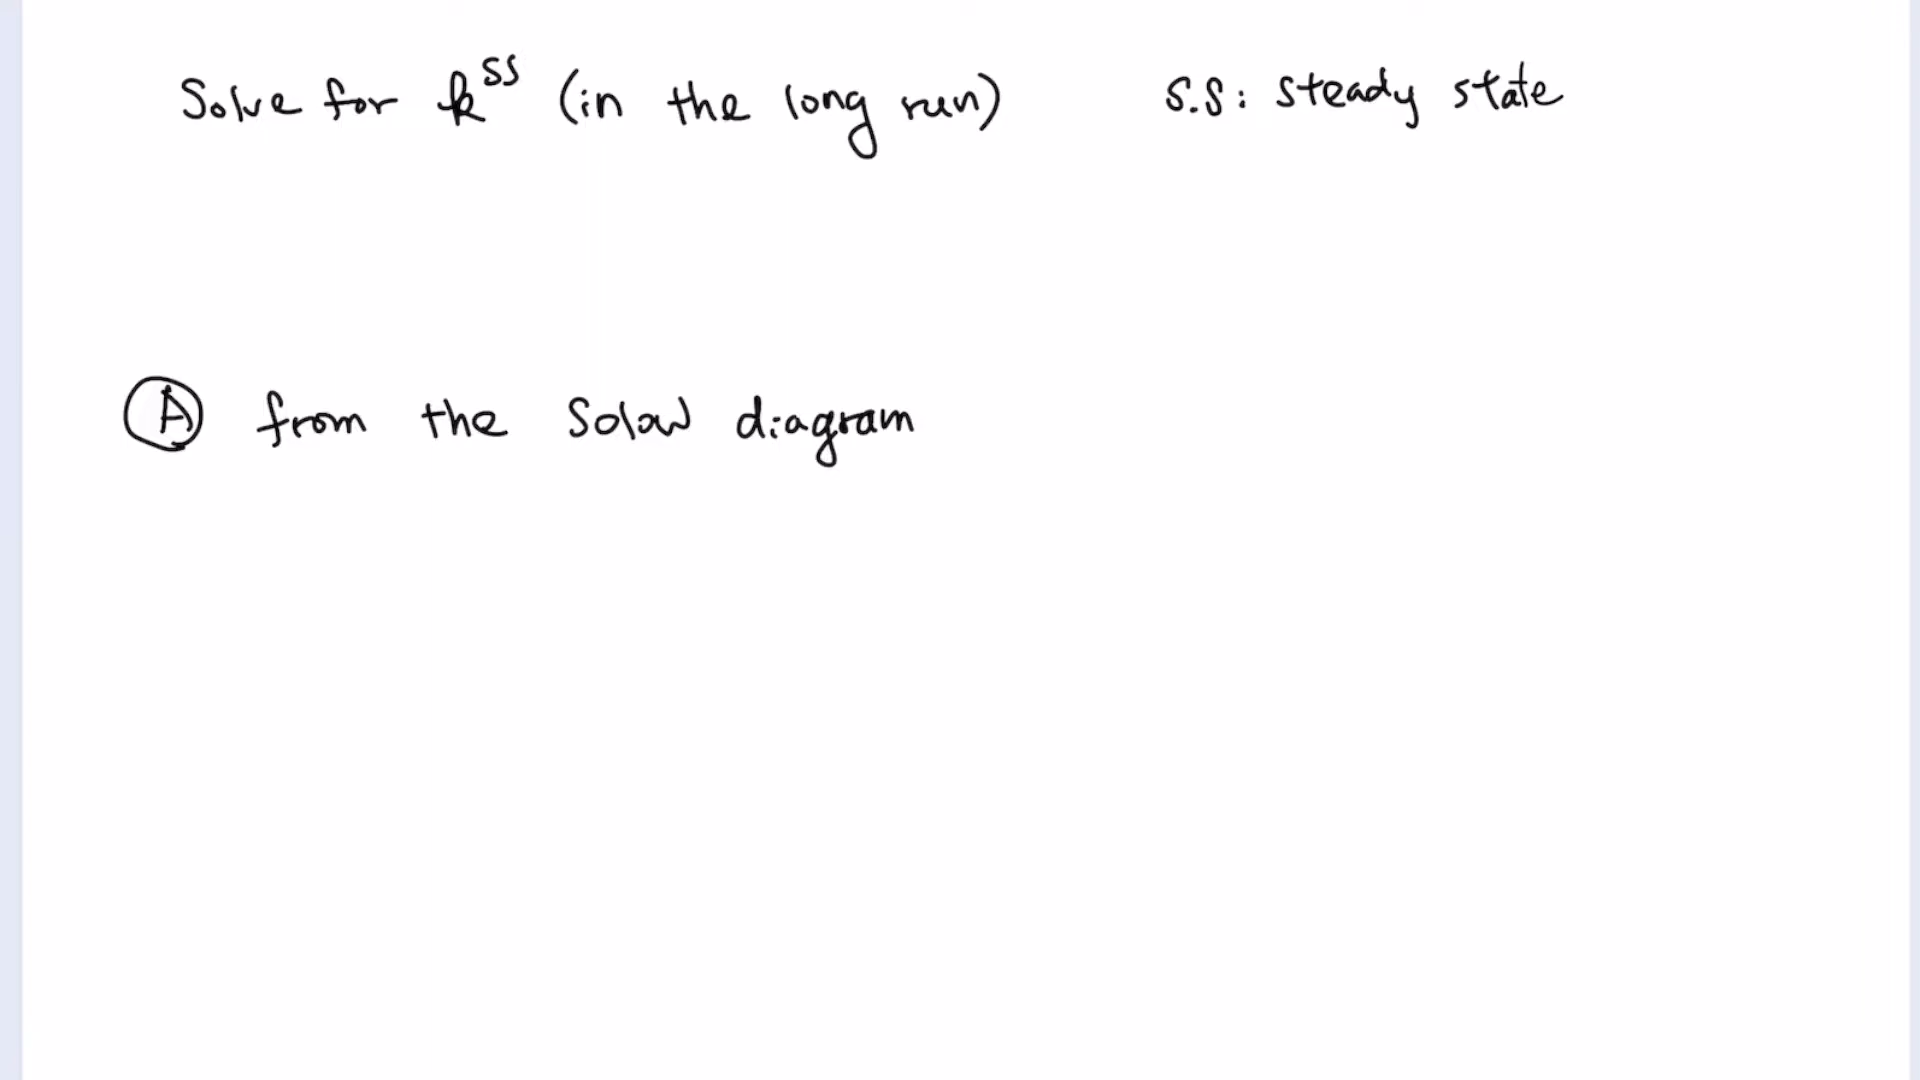 Solve for k^ss (in the long run) S.S: steady state
Ⓐ from the Solow diagram